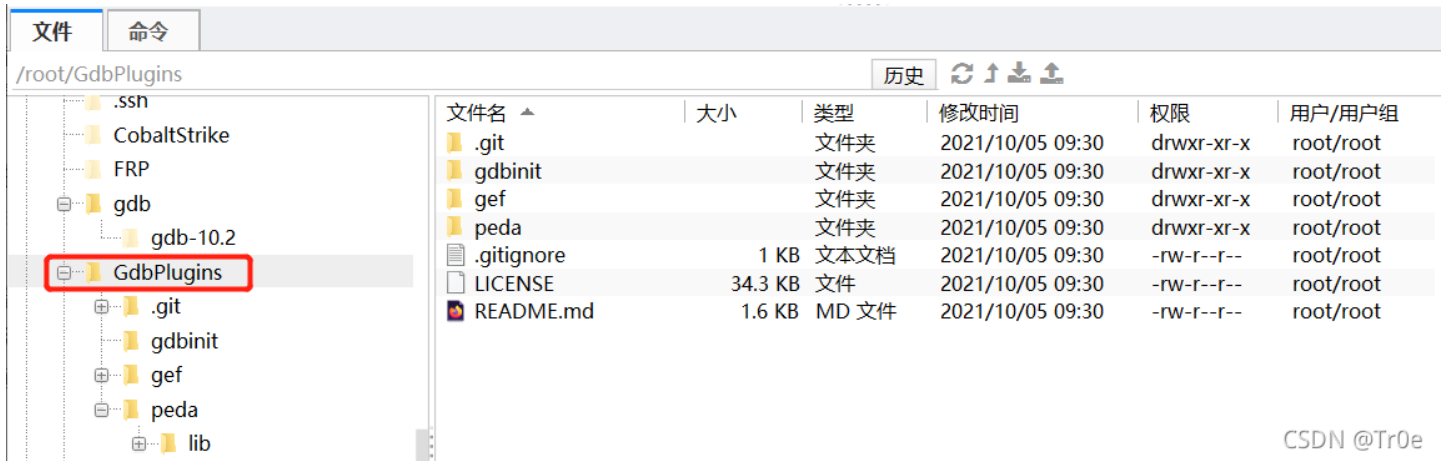 文件 命令
/root/GdbPlugins 历史
.ssh
CobaltStrike
FRP
gdb
gdb-10.2
GdbPlugins
.git
gdbinit
gef
peda
lib
文件名 大小 类型 修改时间 权限 用户/用户组
.git 文件夹 2021/10/05 09:30 drwxr-xr-x root/root
gdbinit 文件夹 2021/10/05 09:30 drwxr-xr-x root/root
gef 文件夹 2021/10/05 09:30 drwxr-xr-x root/root
peda 文件夹 2021/10/05 09:30 drwxr-xr-x root/root
.gitignore 1 KB 文本文档 2021/10/05 09:30 -rw-r--r-- root/root
LICENSE 34.3 KB 文件 2021/10/05 09:30 -rw-r--r-- root/root
README.md 1.6 KB MD 文件 2021/10/05 09:30 -rw-r--r-- root/root
CSDN @Tr0e